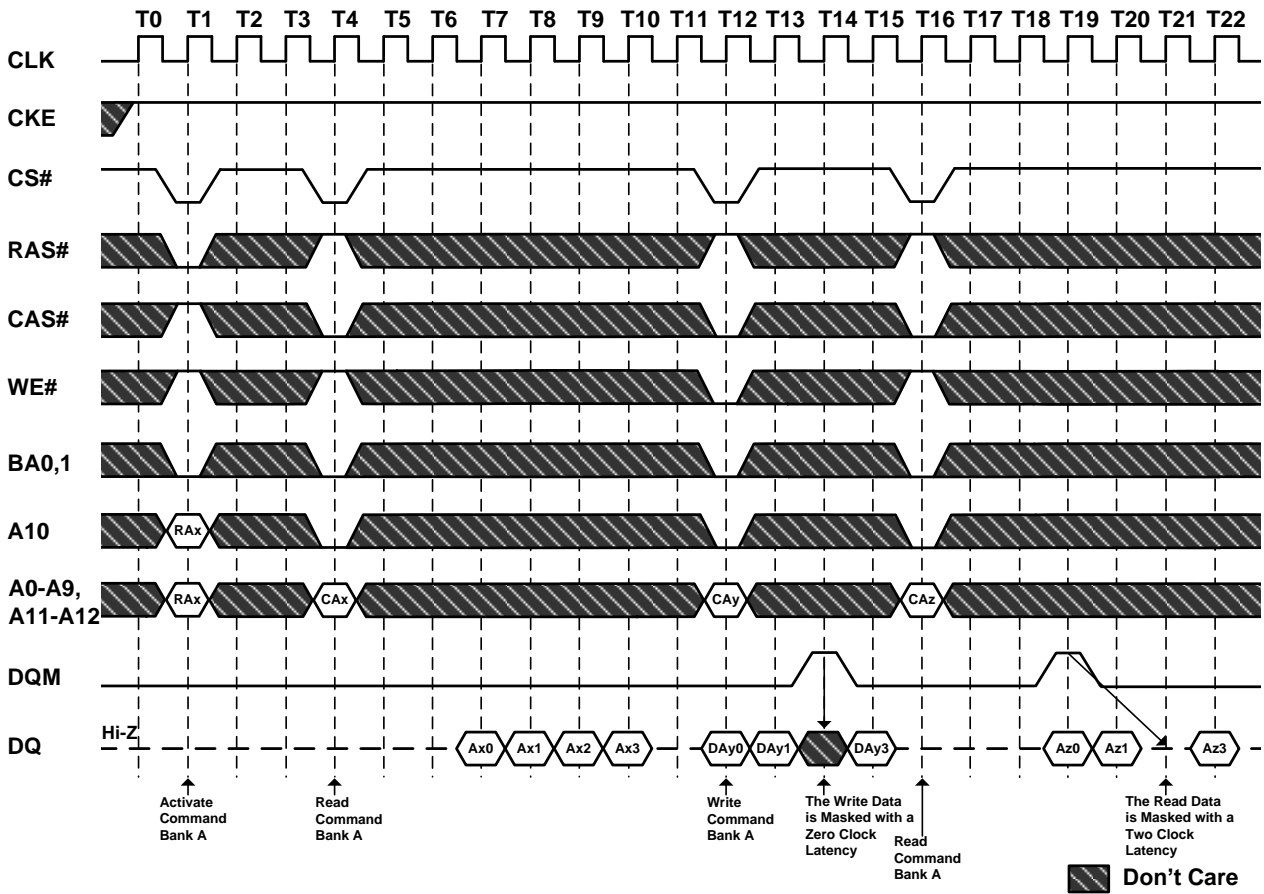 T0 T1 T2 T3 T4 T5 T6 T7 T8 T9 T10 T11 T12 T13 T14 T15 T16 T17 T18 T19 T20 T21 T22
CLK
CKE
CS#
RAS#
CAS#
WE#
BA0,1
A10
RAx
A0-A9,
A11-A12
RAx CAx CAy CAz
DQM
DQ
Hi-Z
Ax0 Ax1 Ax2 Ax3 DAy0 DAy1 DAy3 Az0 Az1 Az3
Activate
Command
Bank A
Read
Command
Bank A
Write
Command
Bank A
The Write Data
is Masked with a
Zero Clock
Latency
Read
Command
Bank A
The Read Data
is Masked with a
Two Clock
Latency
Don't Care